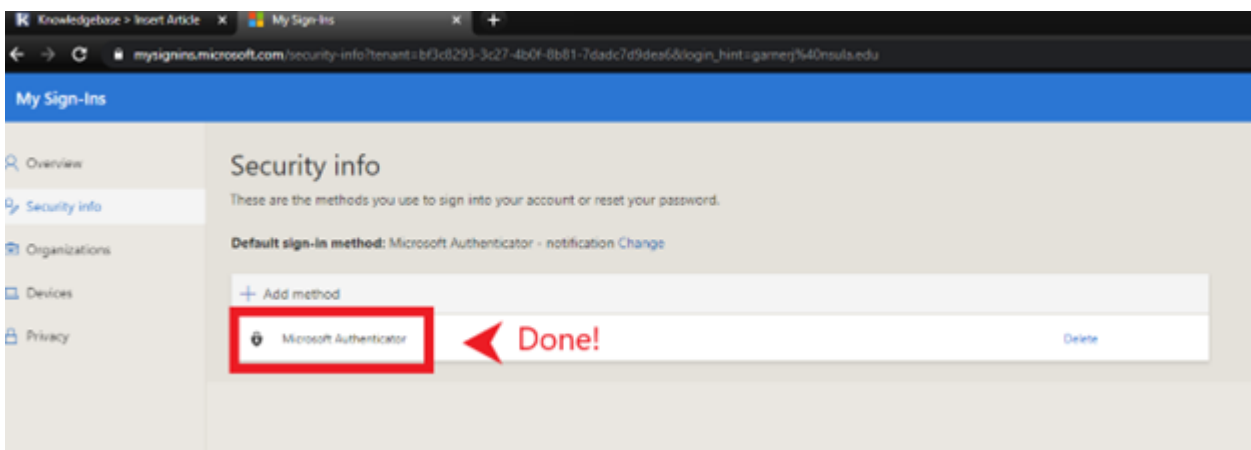 Knowledgebase > Insert Article
My Sign-Ins
mysignins.microsoft.com/security-info?tenant=bf3c8293-3c27-4b0f-8b81-7dadc7d9dea6&login_hint=garnerj%40nsula.edu
My Sign-Ins
Overview
Security info
Organizations
Devices
Privacy
Security info
These are the methods you use to sign into your account or reset your password.
Default sign-in method: Microsoft Authenticator - notification Change
+ Add method
Microsoft Authenticator
Done!
Delete